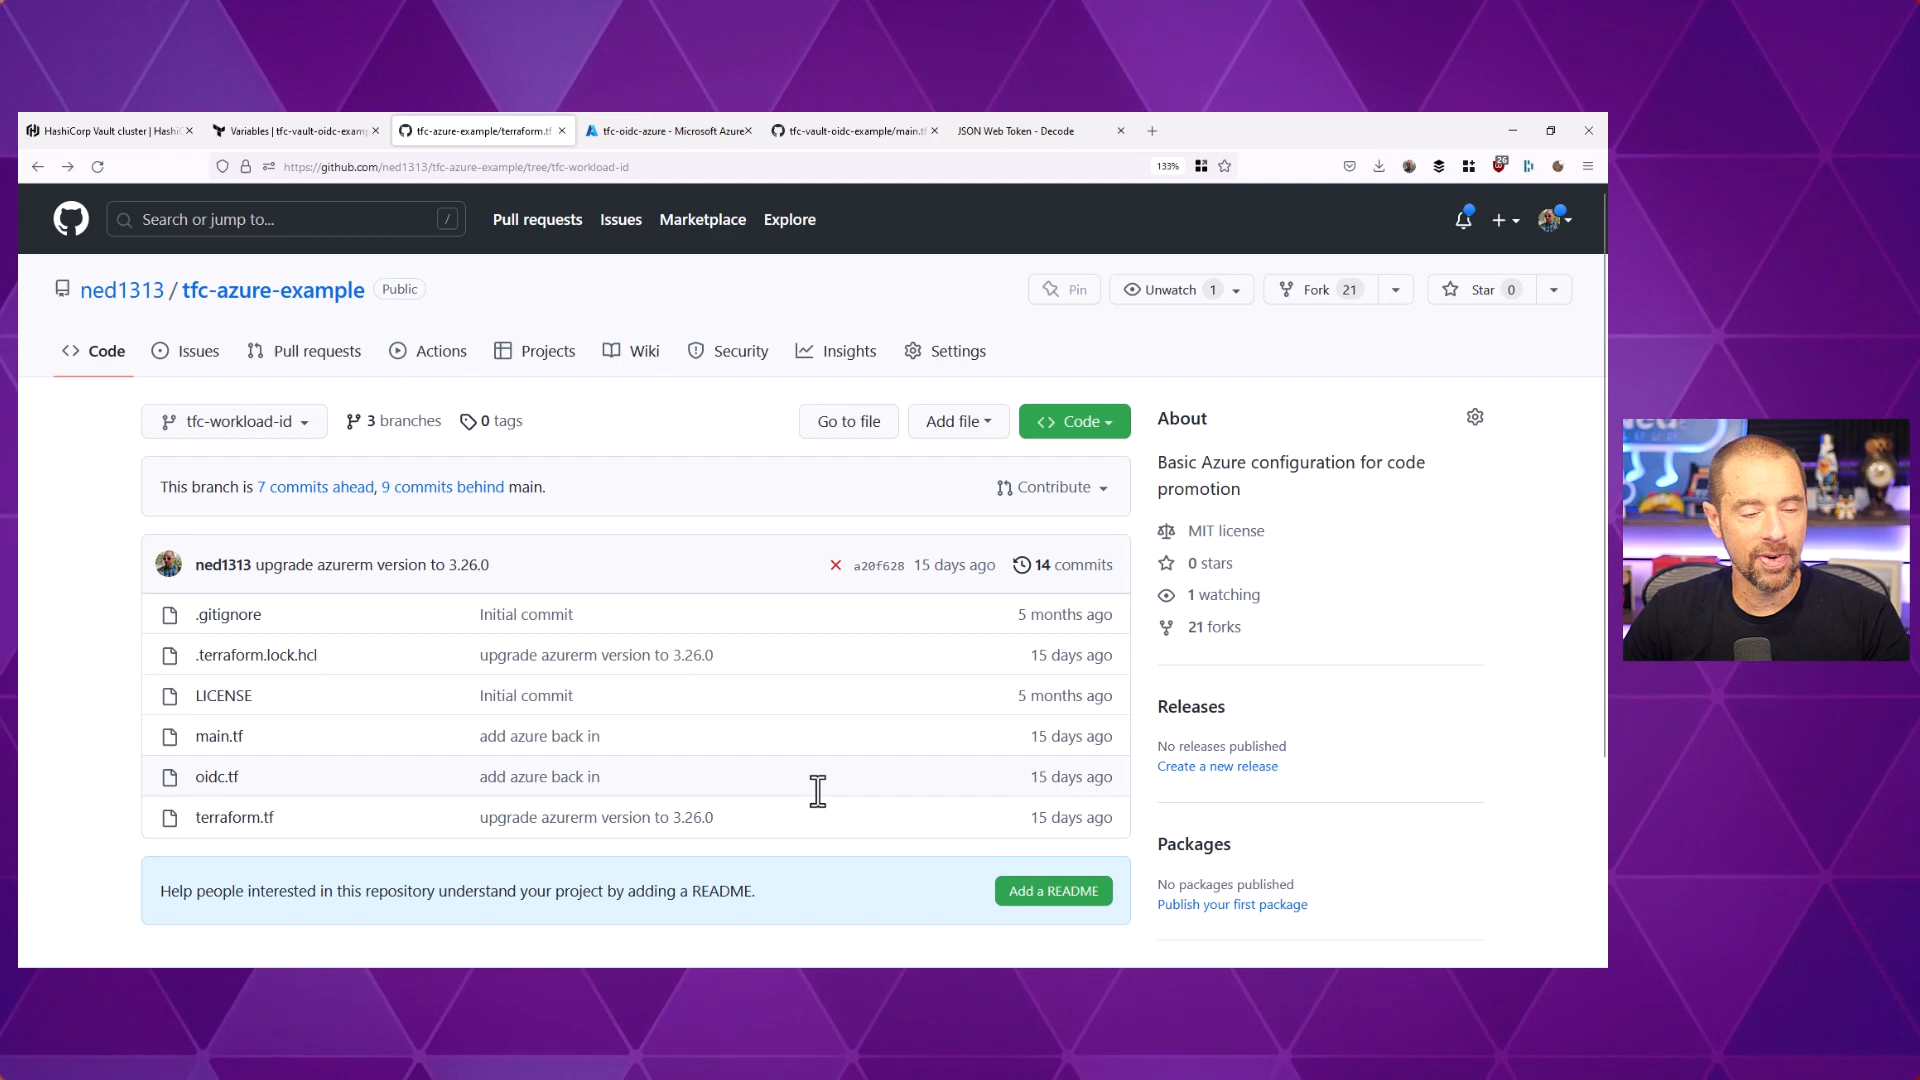 HashiCorp Vault cluster | Hashi
Variables | tfc-vault-oidc-examp
tfc-azure-example/terraform.tf
tfc-oidc-azure - Microsoft Azure
tfc-vault-oidc-example/main.tf
JSON Web Token - Decode
https://github.com/ned1313/tfc-azure-example/tree/tfc-workload-id
133%
26
Search or jump to...
/
Pull requests
Issues
Marketplace
Explore
ned1313 / tfc-azure-example
Public
Pin
Unwatch 1
Fork 21
Star 0
<> Code
Issues
Pull requests
Actions
Projects
Wiki
Security
Insights
Settings
tfc-workload-id
3 branches
0 tags
Go to file
Add file
<> Code
This branch is 7 commits ahead, 9 commits behind main.
Contribute
ned1313 upgrade azurerm version to 3.26.0
a20f628 15 days ago
14 commits
.gitignore Initial commit 5 months ago
.terraform.lock.hcl upgrade azurerm version to 3.26.0 15 days ago
LICENSE Initial commit 5 months ago
main.tf add azure back in 15 days ago
oidc.tf add azure back in 15 days ago
terraform.tf upgrade azurerm version to 3.26.0 15 days ago
Help people interested in this repository understand your project by adding a README.
Add a README
About
Basic Azure configuration for code
promotion
MIT license
0 stars
1 watching
21 forks
Releases
No releases published
Create a new release
Packages
No packages published
Publish your first package